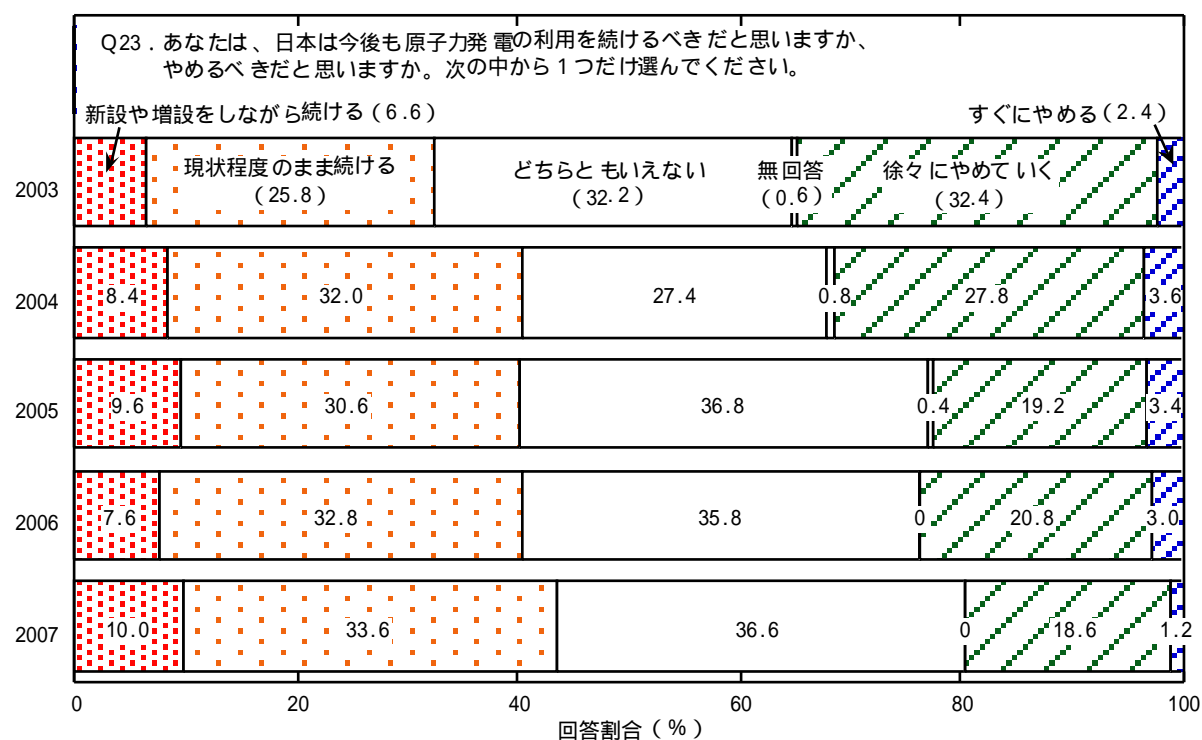 Q23．あなたは、日本は今後も原子力発電の利用を続けるべきだと思いますか、
やめるべきだと思いますか。次の中から1つだけ選んでください。
新設や増設をしながら続ける(6.6)
すぐにやめる(2.4)
2003
現状程度のまま続ける
(25.8)
どちらともいえない
(32.2)
無回答
(0.6)
徐々にやめていく
(32.4)
2004 8.4 32.0 27.4 0.8 27.8 3.6
2005 9.6 30.6 36.8 0.4 19.2 3.4
2006 7.6 32.8 35.8 0 20.8 3.0
2007 10.0 33.6 36.6 0 18.6 1.2
0 20 40 60 80 100
回答割合(%)